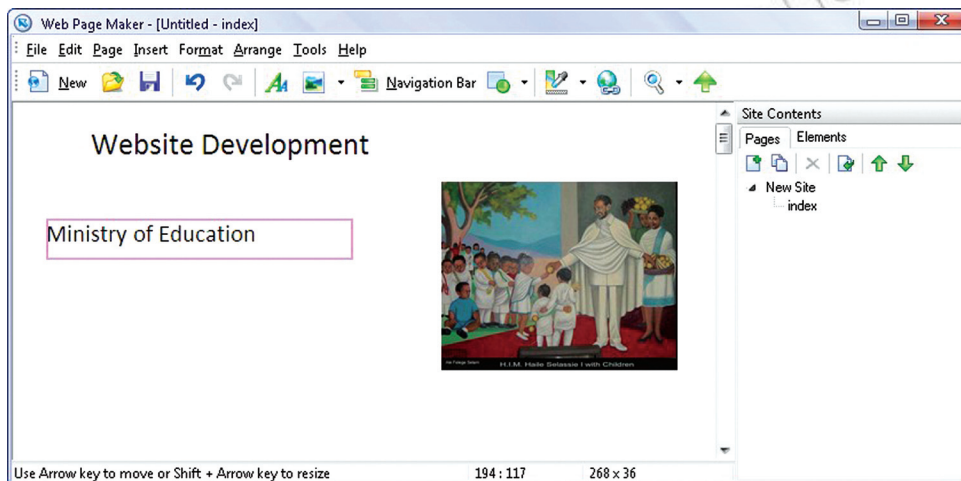 Web Page Maker - [Untitled - index]
File Edit Page Insert Format Arrange Tools Help
New Navigation Bar
Site Contents
Pages Elements
New Site
index
Website Development
Ministry of Education
H.I.M. Haile Selassie I with Children
Use Arrow key to move or Shift + Arrow key to resize 194 : 117 268 x 36